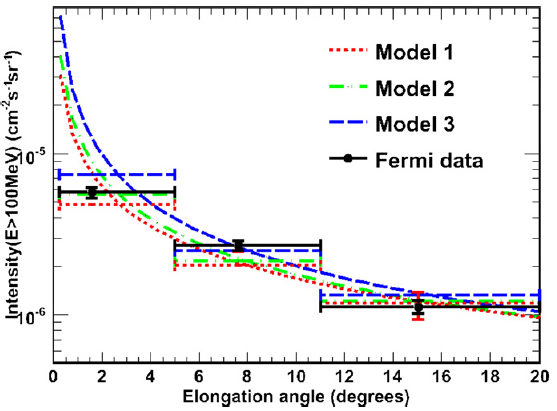 Model 1
Model 2
Model 3
Fermi data
Intensity(E>100MeV) (cm⁻²s⁻¹sr⁻¹)
10⁻⁵
10⁻⁶
0 2 4 6 8 10 12 14 16 18 20
Elongation angle (degrees)